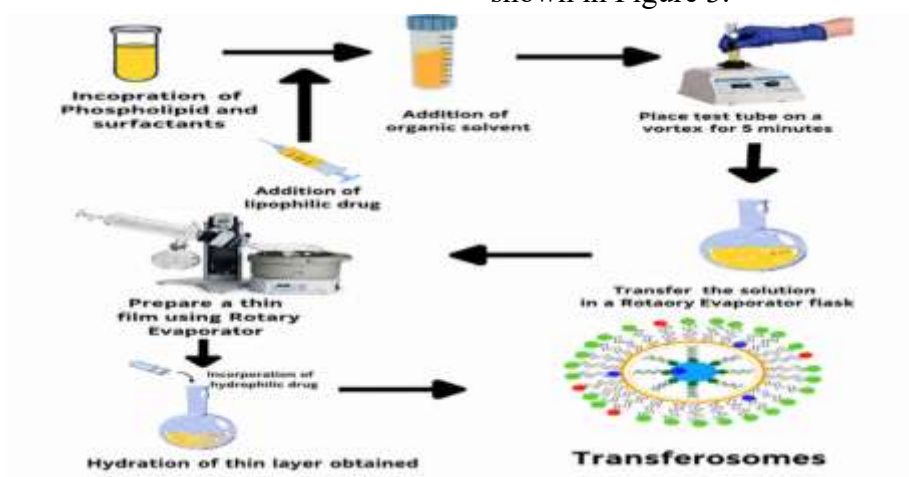 shown in Figure 3.
Incopration of
Phospholipid and
surfactants
Addition of
organic solvent
Place test tube on a
vortex for 5 minutes
Addition of
lipophilic drug
Transfer the solution
in a Rotaory Evaporator flask
Prepare a thin
film using Rotary
Evaporator
Incorporation of
hydrophilic drug
Hydration of thin layer obtained
Transferosomes